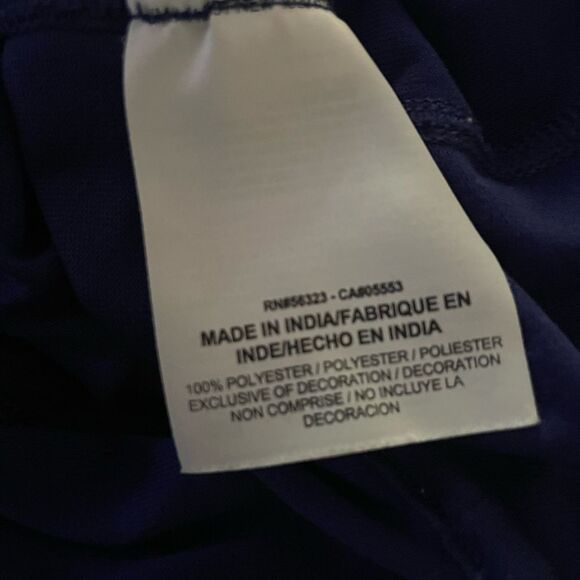 RN#56323 - CA#05553
MADE IN INDIA/FABRIQUE EN
INDE/HECHO EN INDIA
100% POLYESTER / POLYESTER / POLIESTER
EXCLUSIVE OF DECORATION / DECORATION
NON COMPRISE / NO INCLUYE LA
DECORACION